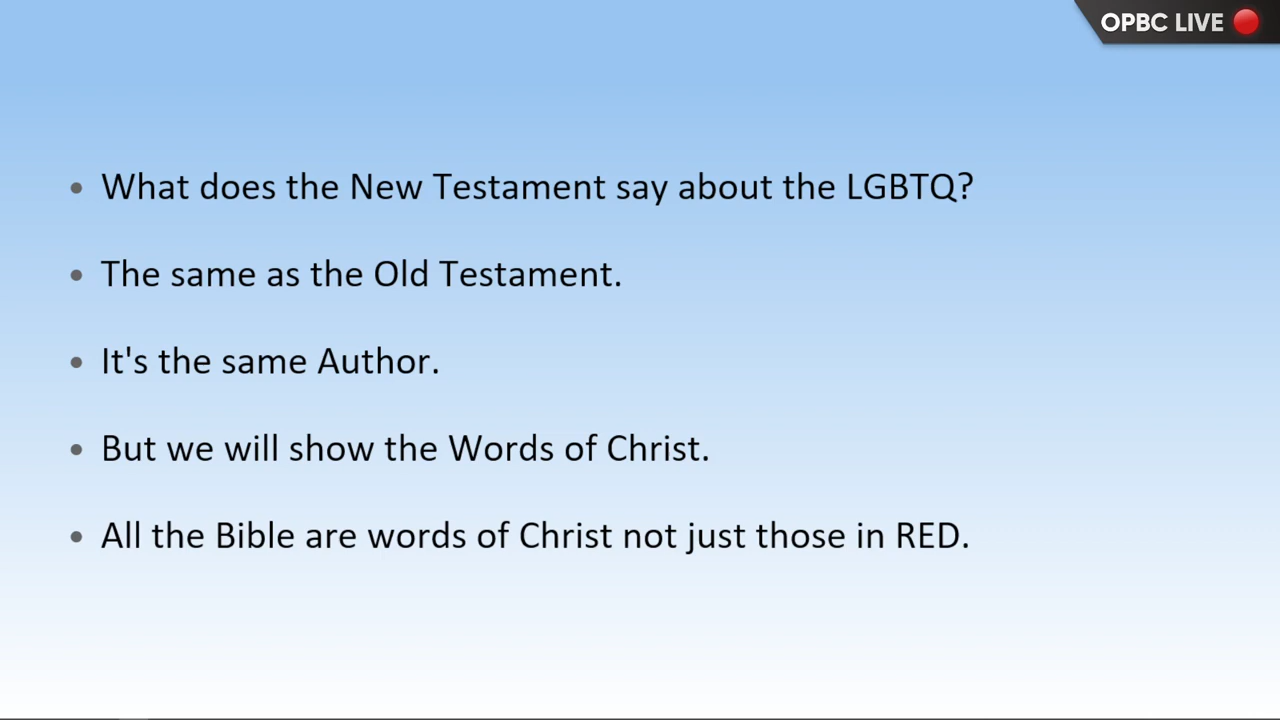 OPBC LIVE
• What does the New Testament say about the LGBTQ?
• The same as the Old Testament.
• It's the same Author.
• But we will show the Words of Christ.
• All the Bible are words of Christ not just those in RED.